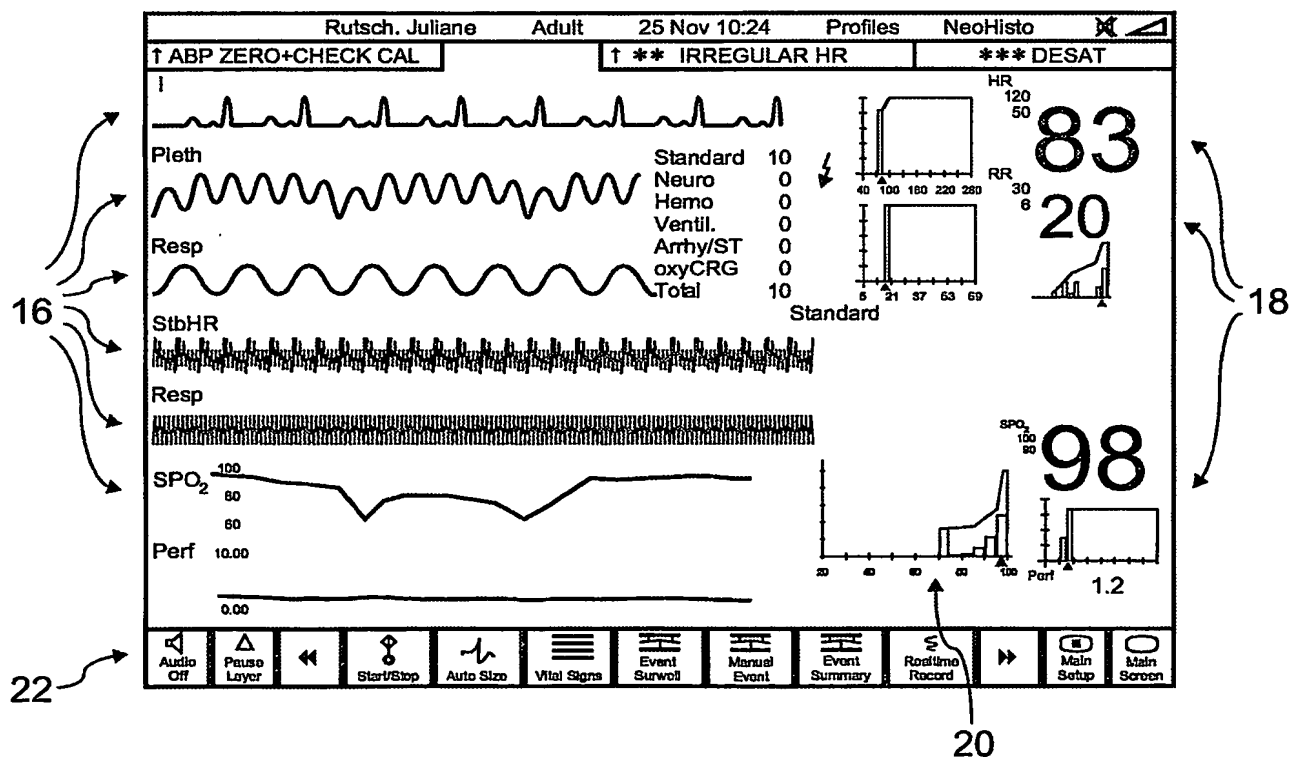 Rutsch. Juliane Adult 25 Nov 10:24 Profiles NeoHisto
↑ ABP ZERO+CHECK CAL ↑ ** IRREGULAR HR *** DESAT
I
HR
120
50
83
40 100 160 220 280
Pleth
Standard 10
Neuro 0
Hemo 0
Ventil. 0
Arrhy/ST 0
oxyCRG 0
Total 10
RR
30
6
20
Resp
5 21 37 53 69
Standard
16
18
StbHR
Resp
SPO2
100
90
98
SPO2
100
80
60
Perf 10.00
0.00
20 40 60 80 100
Perf
1.2
Audio Off
Pause Layer
Start/Stop
Auto Size
Vital Signs
Event Survell
Manual Event
Event Summary
Realtime Record
Main Setup
Main Screen
22
20